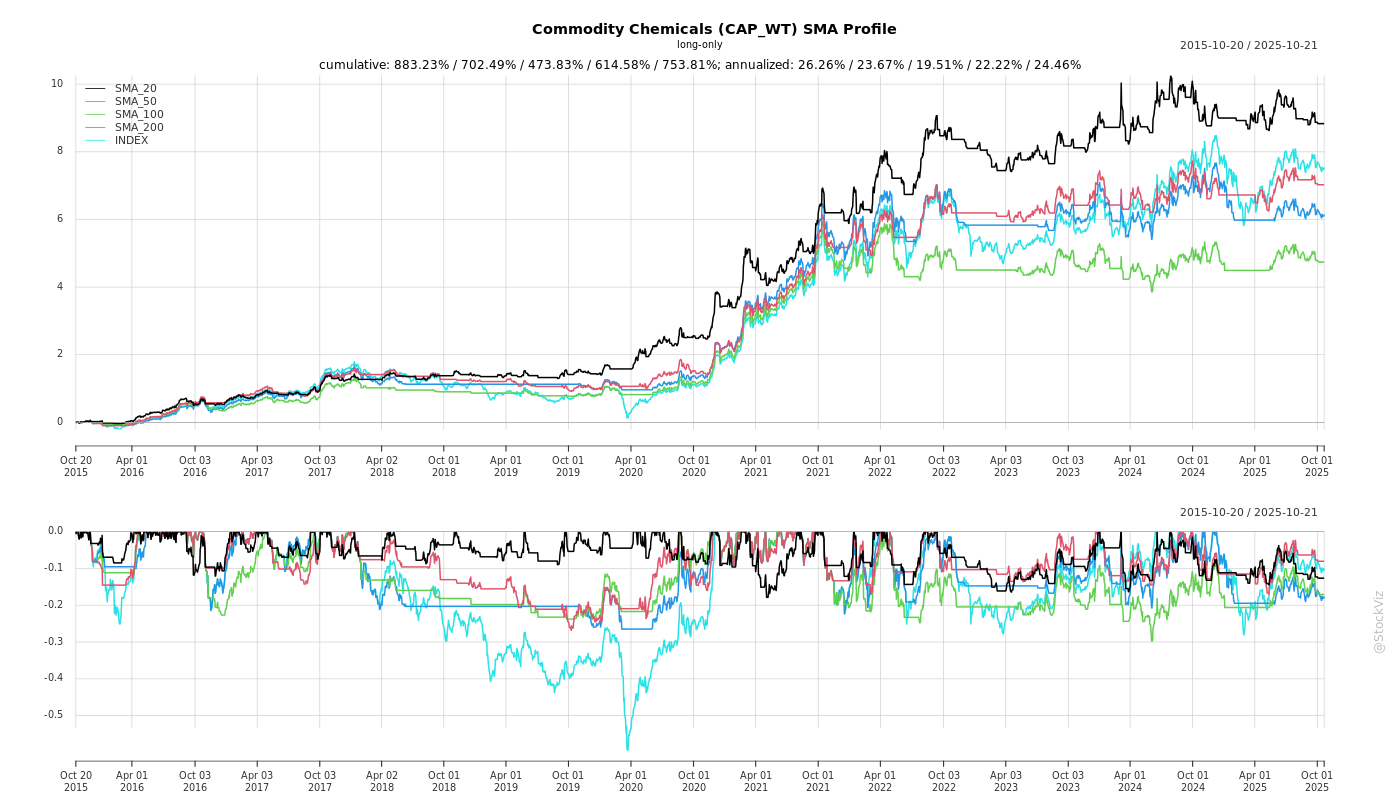 Commodity Chemicals (CAP_WT) SMA Profile
long-only
2015-10-20 / 2025-10-21
cumulative: 883.23% / 702.49% / 473.83% / 614.58% / 753.81%; annualized: 26.26% / 23.67% / 19.51% / 22.22% / 24.46%
SMA_20
SMA_50
SMA_100
SMA_200
INDEX
10
8
6
4
2
0
Oct 20 Apr 01 Oct 03 Apr 03 Oct 03 Apr 02 Oct 01 Apr 01 Oct 01 Apr 01 Oct 01 Apr 01 Oct 01 Apr 01 Oct 03 Apr 03 Oct 03 Apr 01 Oct 01 Apr 01 Oct 01
2015 2016 2016 2017 2017 2018 2018 2019 2019 2020 2020 2021 2021 2022 2022 2023 2023 2024 2024 2025 2025
2015-10-20 / 2025-10-21
0.0
-0.1
-0.2
-0.3
-0.4
-0.5
Oct 20 Apr 01 Oct 03 Apr 03 Oct 03 Apr 02 Oct 01 Apr 01 Oct 01 Apr 01 Oct 01 Apr 01 Oct 01 Apr 01 Oct 03 Apr 03 Oct 03 Apr 01 Oct 01 Apr 01 Oct 01
2015 2016 2016 2017 2017 2018 2018 2019 2019 2020 2020 2021 2021 2022 2022 2023 2023 2024 2024 2025 2025
@StockViz